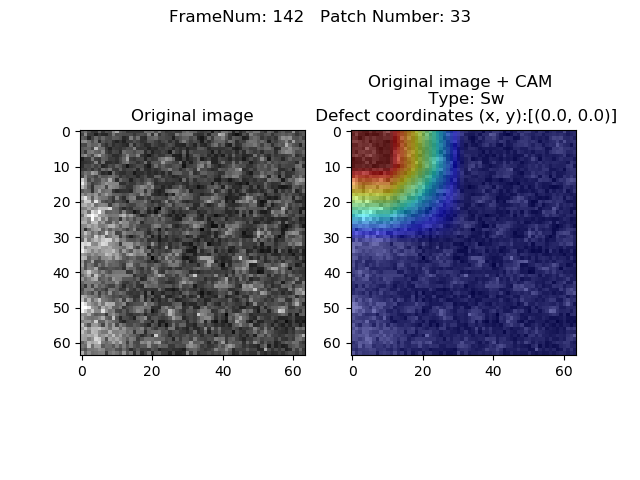 FrameNum: 142   Patch Number: 33
Original image + CAM
Type: Sw
Defect coordinates (x, y):[(0.0, 0.0)]
Original image
0
10
20
30
40
50
60
0 20 40 60
0
10
20
30
40
50
60
0 20 40 60